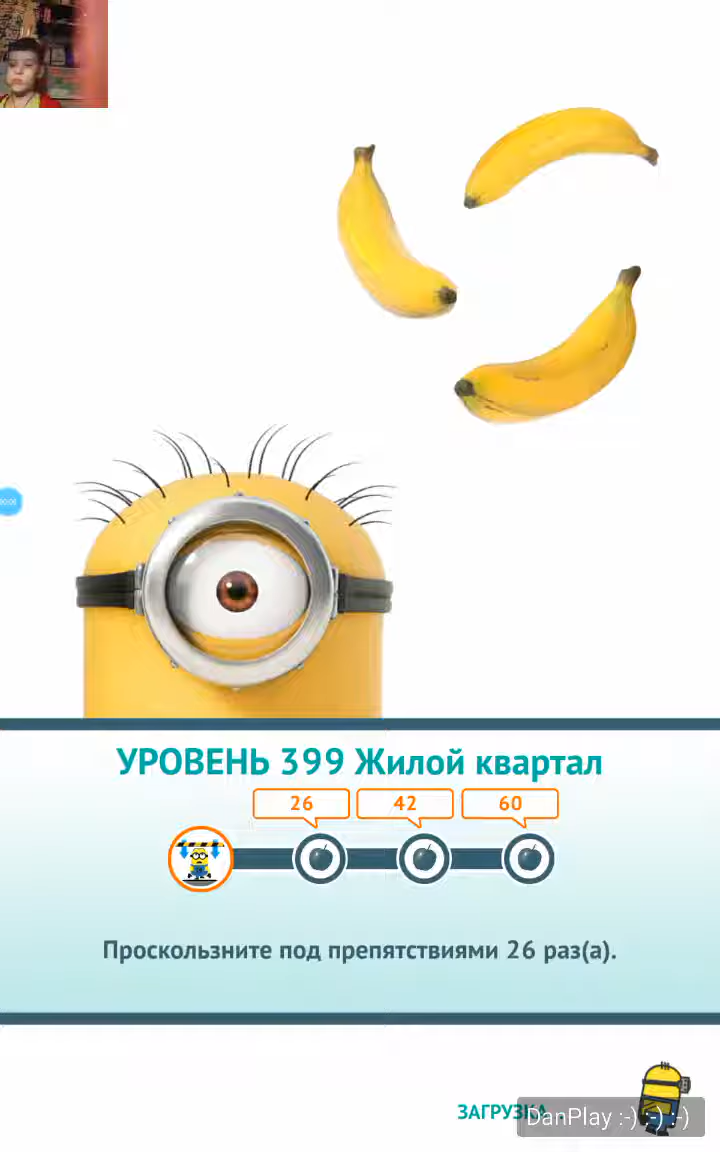 УРОВЕНЬ 399 Жилой квартал
26 42 60
Проскользните под препятствиями 26 раз(а).
DanPlay :-) ;-) :-)